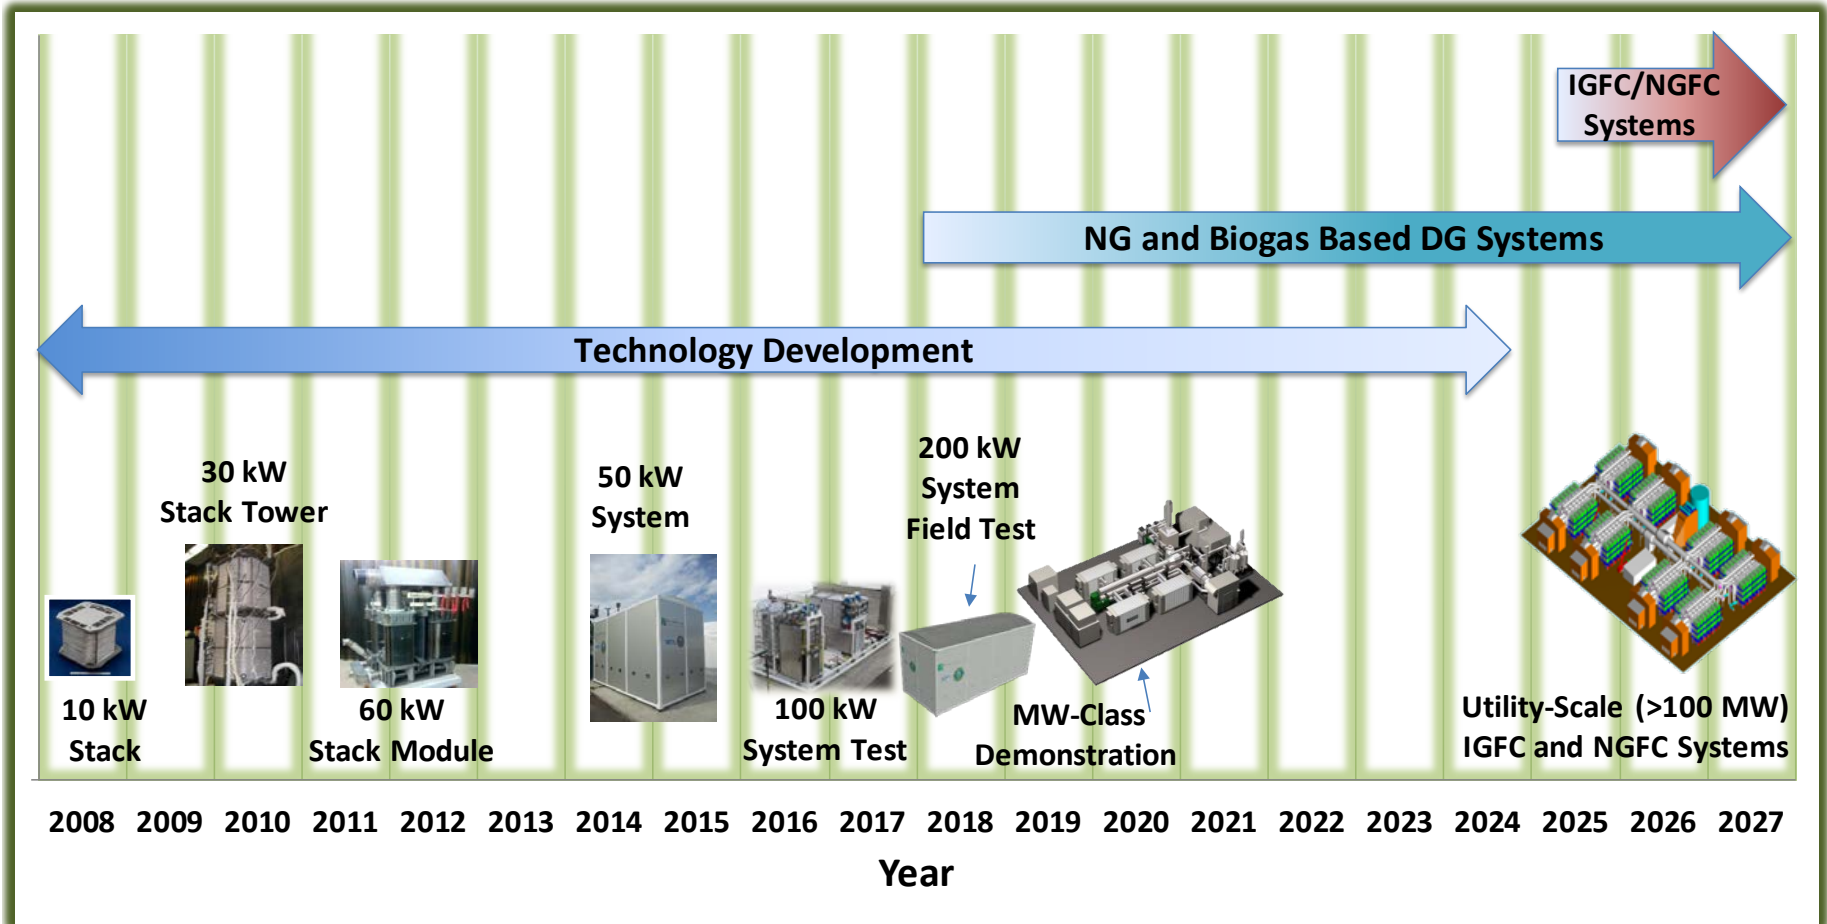 IGFC/NGFC
Systems
NG and Biogas Based DG Systems
Technology Development
30 kW
Stack Tower
50 kW
System
200 kW
System
Field Test
10 kW
Stack
60 kW
Stack Module
100 kW
System Test
MW-Class
Demonstration
Utility-Scale (>100 MW)
IGFC and NGFC Systems
2008 2009 2010 2011 2012 2013 2014 2015 2016 2017 2018 2019 2020 2021 2022 2023 2024 2025 2026 2027
Year